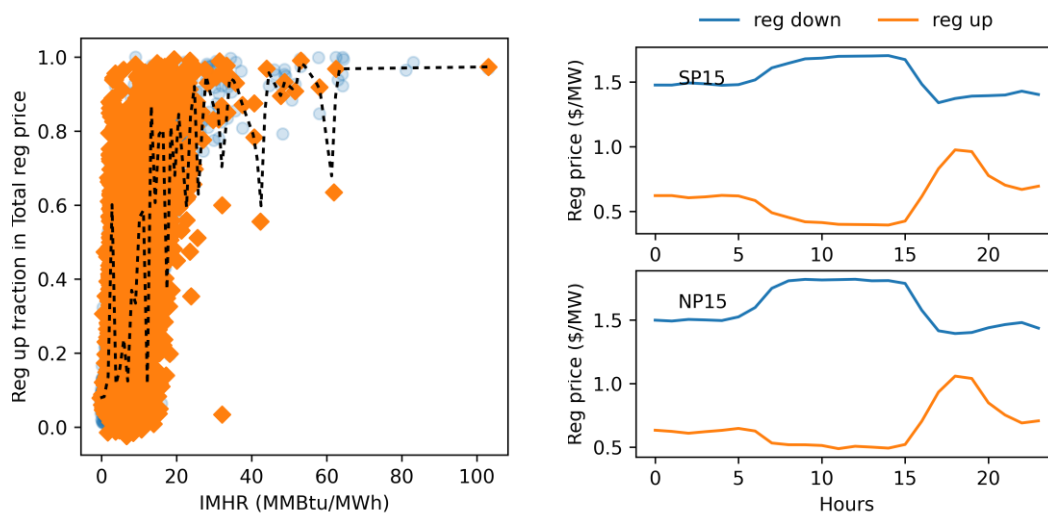 Reg up fraction in Total reg price
1.0
0.8
0.6
0.4
0.2
0.0
0 20 40 60 80 100
IMHR (MMBtu/MWh)
reg down reg up
Reg price ($/MW)
1.5
1.0
0.5
SP15
0 5 10 15 20
Reg price ($/MW)
1.5
1.0
0.5
NP15
0 5 10 15 20
Hours